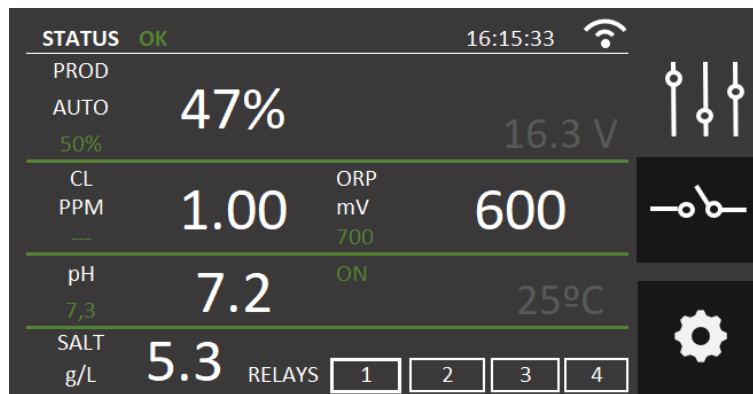 STATUS OK 16:15:33
PROD
AUTO 47%
50% 16.3 V
CL ORP
PPM 1.00 mV 600
--- 700
pH 7.2 ON
7,3 25ºC
SALT 5.3
g/L RELAYS 1 2 3 4